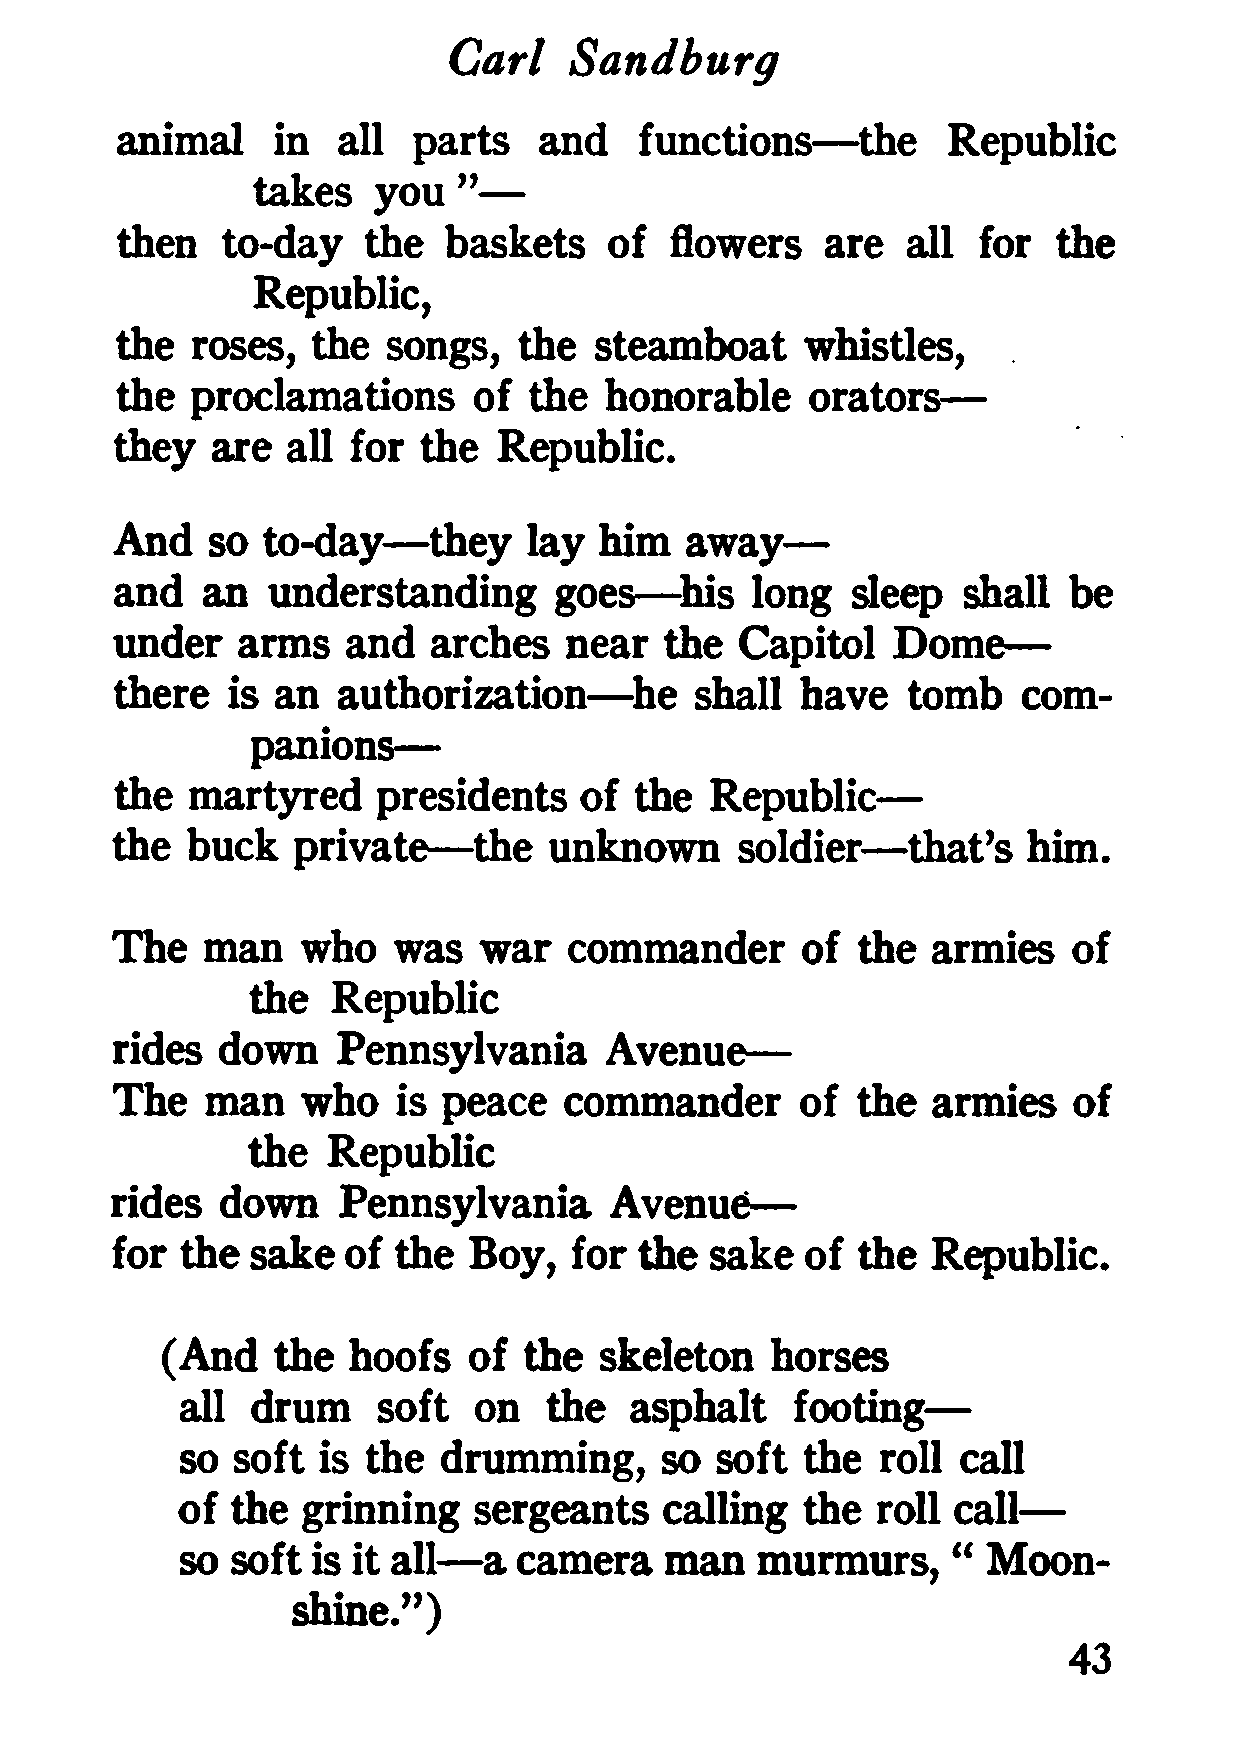 Carl Sandburg
animal in all parts and functions—the Republic
takes you"—
then to-day the baskets of flowers are all for the
Republic,
the roses, the songs, the steamboat whistles,
the proclamations of the honorable orators—
they are all for the Republic.
And so to-day—they lay him away—
and an understanding goes—his long sleep shall be
under arms and arches near the Capitol Dome—
there is an authorization—he shall have tomb com-
panions—
the martyred presidents of the Republic—
the buck private—the unknown soldier—that's him.
The man who was war commander of the armies of
the Republic
rides down Pennsylvania Avenue—
The man who is peace commander of the armies of
the Republic
rides down Pennsylvania Avenue—
for the sake of the Boy, for the sake of the Republic.
(And the hoofs of the skeleton horses
all drum soft on the asphalt footing—
so soft is the drumming, so soft the roll call
of the grinning sergeants calling the roll call—
so soft is it all—a camera man murmurs, "Moon-
shine.")
43